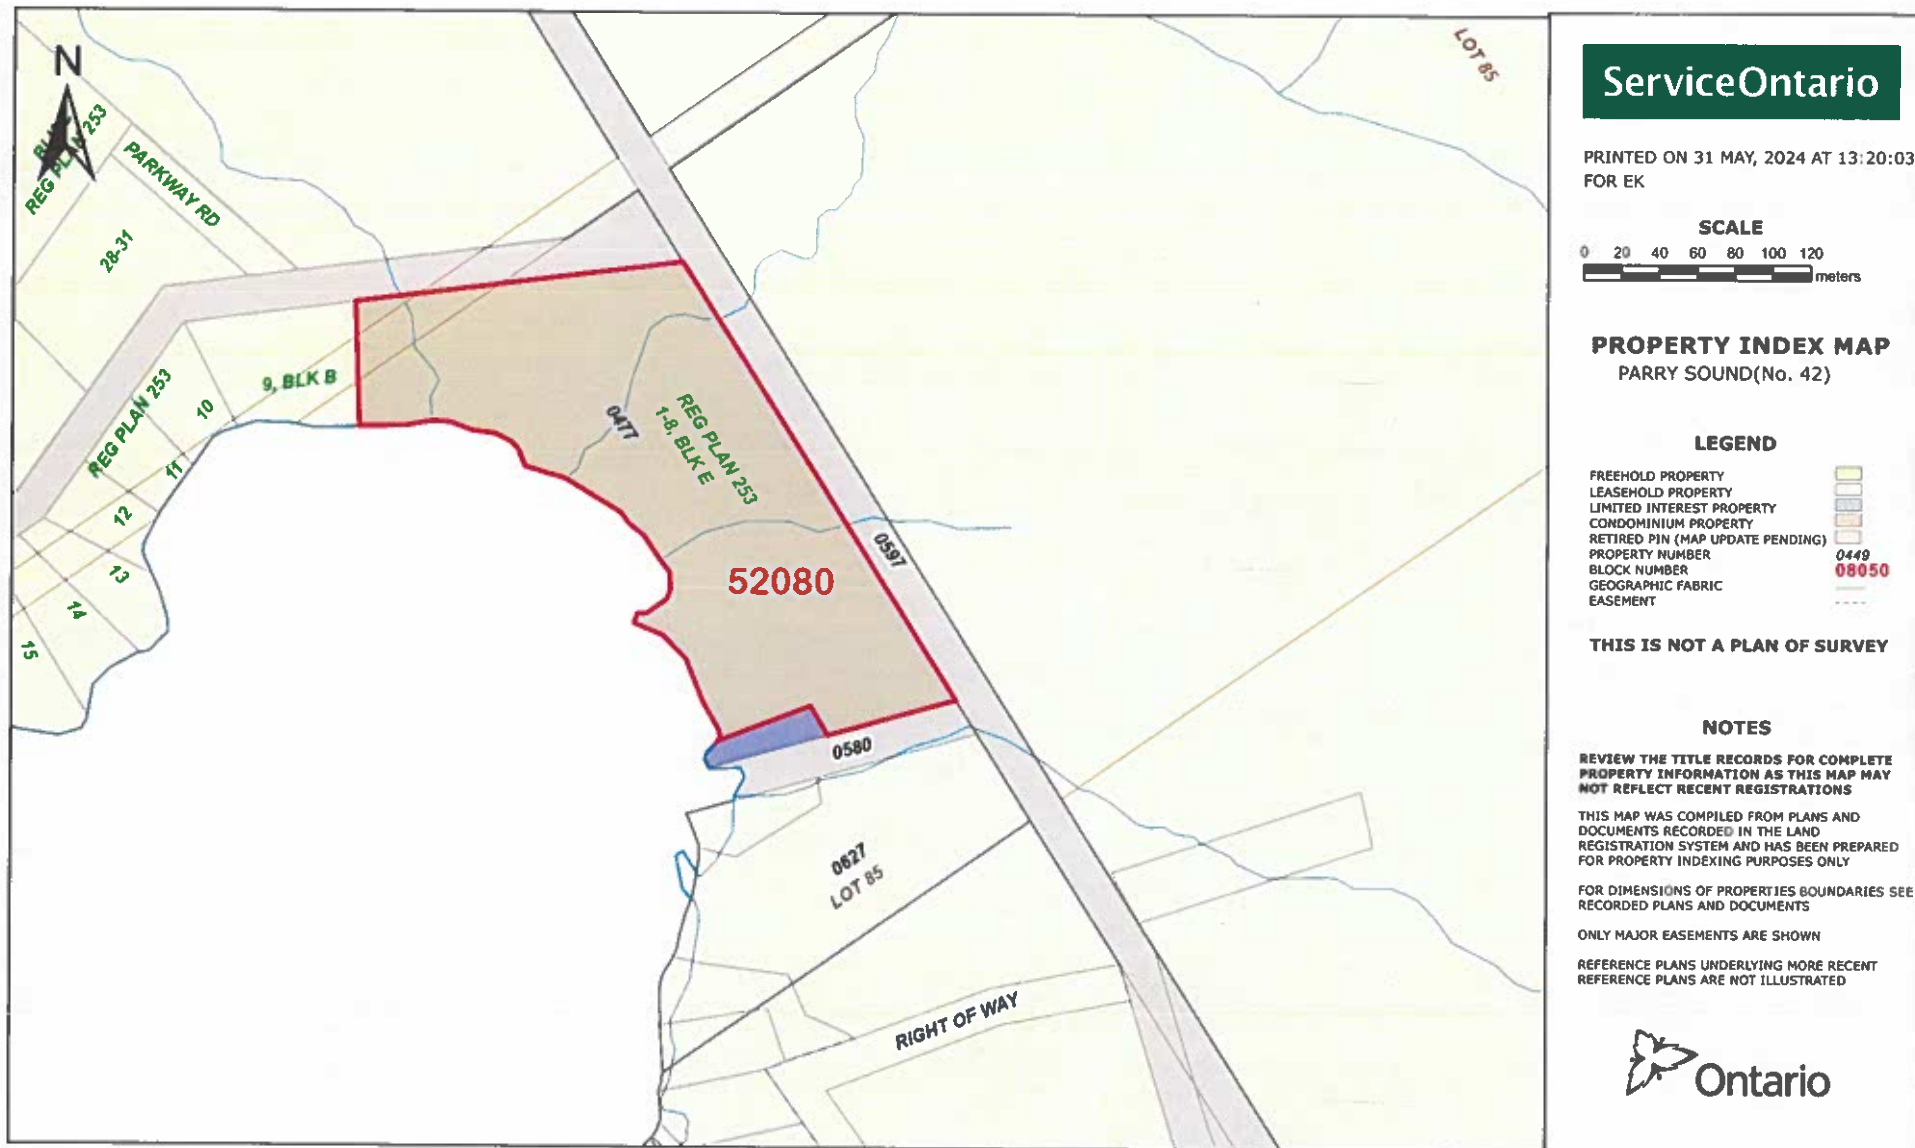 N
REG PLAN 253
PARKWAY RD
28-31
LOT 85
9, BLK B
REG PLAN 253
10
11
12
13
14
15
0477
REG PLAN 253
1-8, BLK E
0597
52080
0580
0627
LOT 85
RIGHT OF WAY
ServiceOntario
PRINTED ON 31 MAY, 2024 AT 13:20:03
FOR EK
SCALE
0 20 40 60 80 100 120
meters
PROPERTY INDEX MAP
PARRY SOUND(No. 42)
LEGEND
FREEHOLD PROPERTY
LEASEHOLD PROPERTY
LIMITED INTEREST PROPERTY
CONDOMINIUM PROPERTY
RETIRED PIN (MAP UPDATE PENDING)
PROPERTY NUMBER 0449
BLOCK NUMBER 08050
GEOGRAPHIC FABRIC
EASEMENT
THIS IS NOT A PLAN OF SURVEY
NOTES
REVIEW THE TITLE RECORDS FOR COMPLETE
PROPERTY INFORMATION AS THIS MAP MAY
NOT REFLECT RECENT REGISTRATIONS
THIS MAP WAS COMPILED FROM PLANS AND
DOCUMENTS RECORDED IN THE LAND
REGISTRATION SYSTEM AND HAS BEEN PREPARED
FOR PROPERTY INDEXING PURPOSES ONLY
FOR DIMENSIONS OF PROPERTIES BOUNDARIES SEE
RECORDED PLANS AND DOCUMENTS
ONLY MAJOR EASEMENTS ARE SHOWN
REFERENCE PLANS UNDERLYING MORE RECENT
REFERENCE PLANS ARE NOT ILLUSTRATED
Ontario